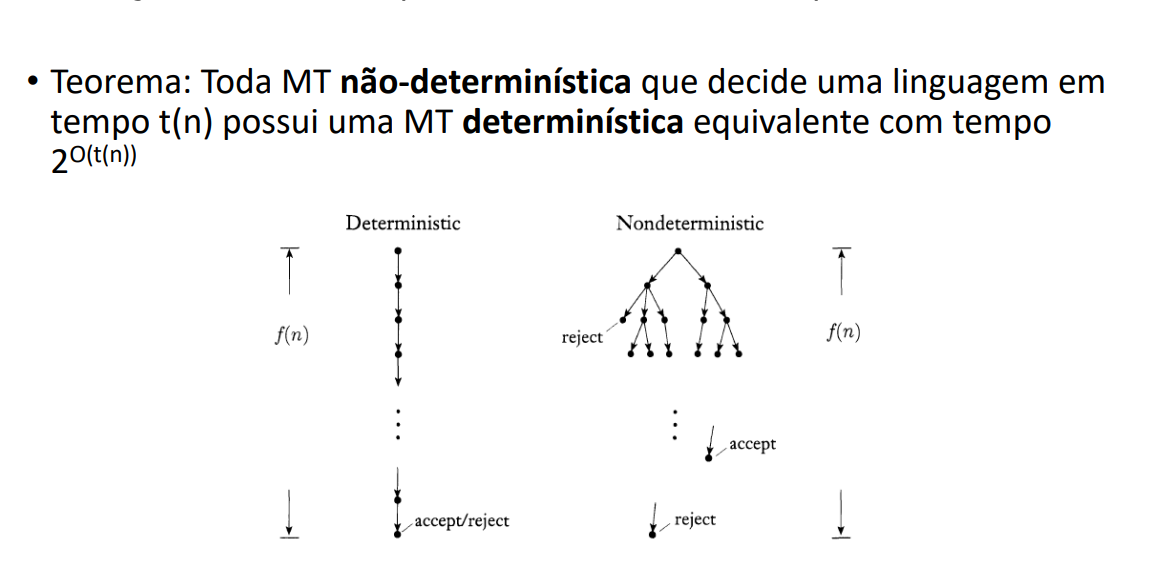 • Teorema: Toda MT não-determinística que decide uma linguagem em
tempo t(n) possui uma MT determinística equivalente com tempo
2^O(t(n))
Deterministic
Nondeterministic
f(n)
reject
f(n)
accept
accept/reject
reject